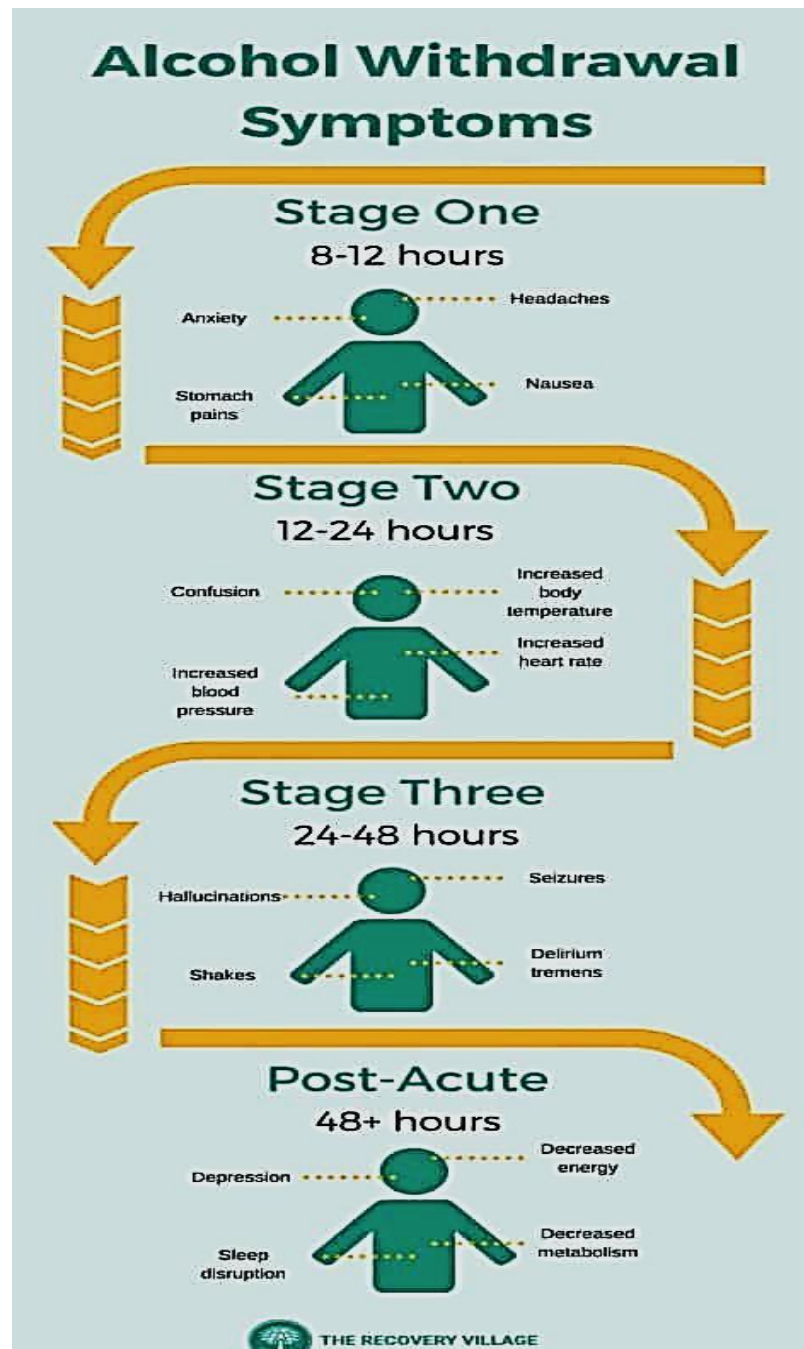 Alcohol Withdrawal
Symptoms
Stage One
8-12 hours
Anxiety
Headaches
Stomach
pains
Nausea
Stage Two
12-24 hours
Confusion
Increased
body
temperature
Increased
blood
pressure
Increased
heart rate
Stage Three
24-48 hours
Hallucinations
Seizures
Shakes
Delirium
tremens
Post-Acute
48+ hours
Depression
Decreased
energy
Sleep
disruption
Decreased
metabolism
THE RECOVERY VILLAGE